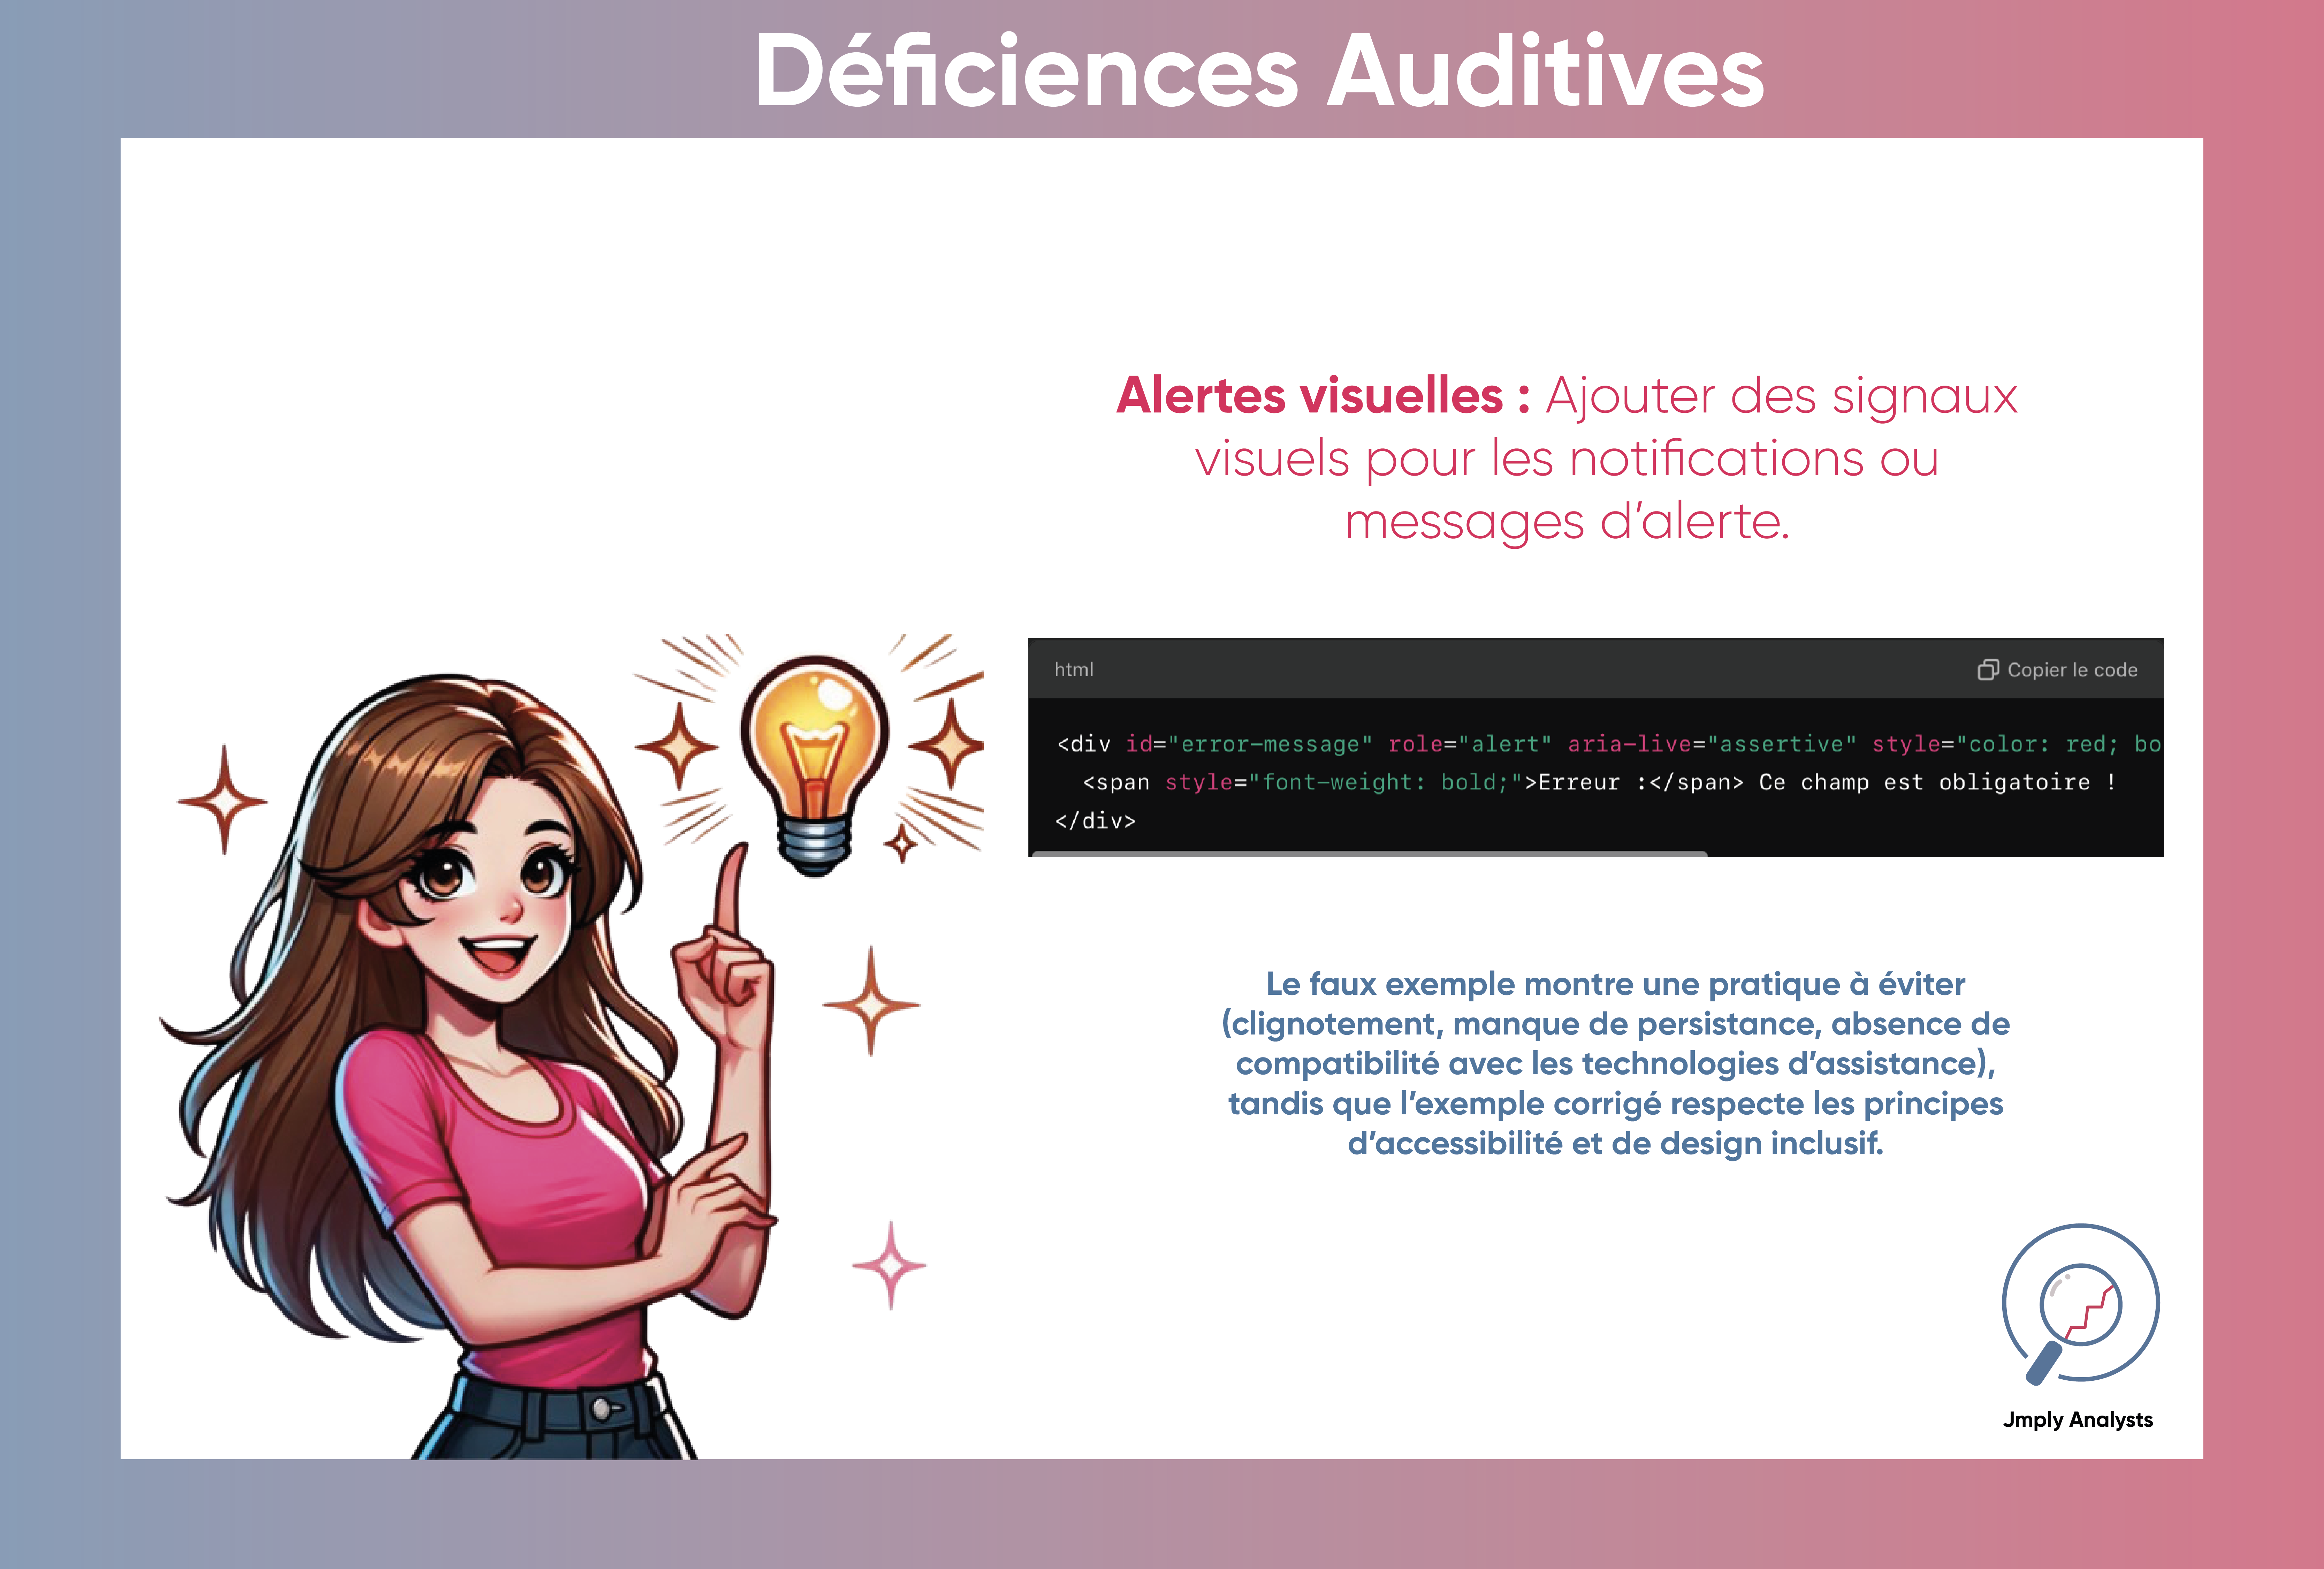 Déficiences Auditives
Alertes visuelles : Ajouter des signaux
visuels pour les notifications ou
messages d’alerte.
html
Copier le code
<div id="error-message" role="alert" aria-live="assertive" style="color: red; bo
<span style="font-weight: bold;">Erreur :</span> Ce champ est obligatoire !
</div>
Le faux exemple montre une pratique à éviter
(clignotement, manque de persistance, absence de
compatibilité avec les technologies d’assistance),
tandis que l’exemple corrigé respecte les principes
d’accessibilité et de design inclusif.
Jmply Analysts